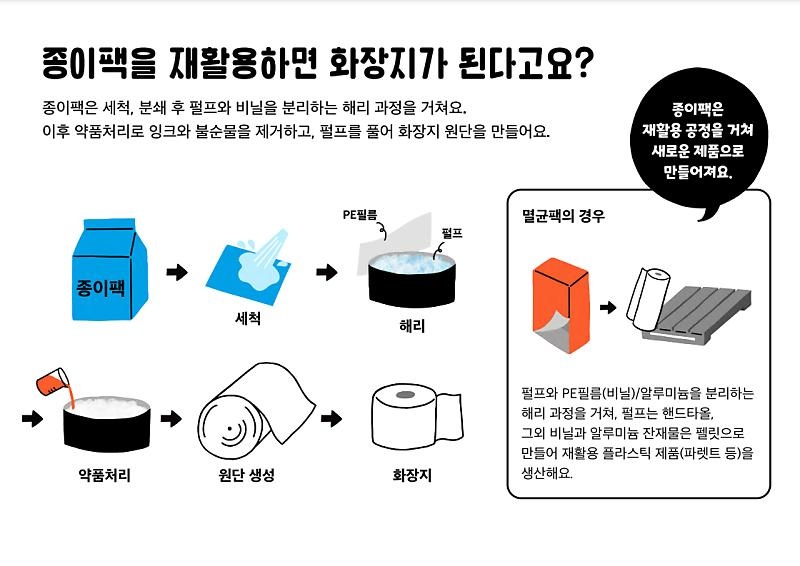 종이팩을 재활용하면 화장지가 된다고요?
종이팩은 세척, 분쇄 후 펄프와 비닐을 분리하는 해리 과정을 거쳐요.
이후 약품처리로 잉크와 불순물을 제거하고, 펄프를 풀어 화장지 원단을 만들어요.
종이팩은
재활용 공정을 거쳐
새로운 제품으로
만들어져요.
종이팩
세척
PE필름
펄프
해리
약품처리
원단 생성
화장지
멸균팩의 경우
펄프와 PE필름(비닐)/알루미늄을 분리하는
해리 과정을 거쳐, 펄프는 핸드타올,
그외 비닐과 알루미늄 잔재물은 펠릿으로
만들어 재활용 플라스틱 제품(파렛트 등)을
생산해요.